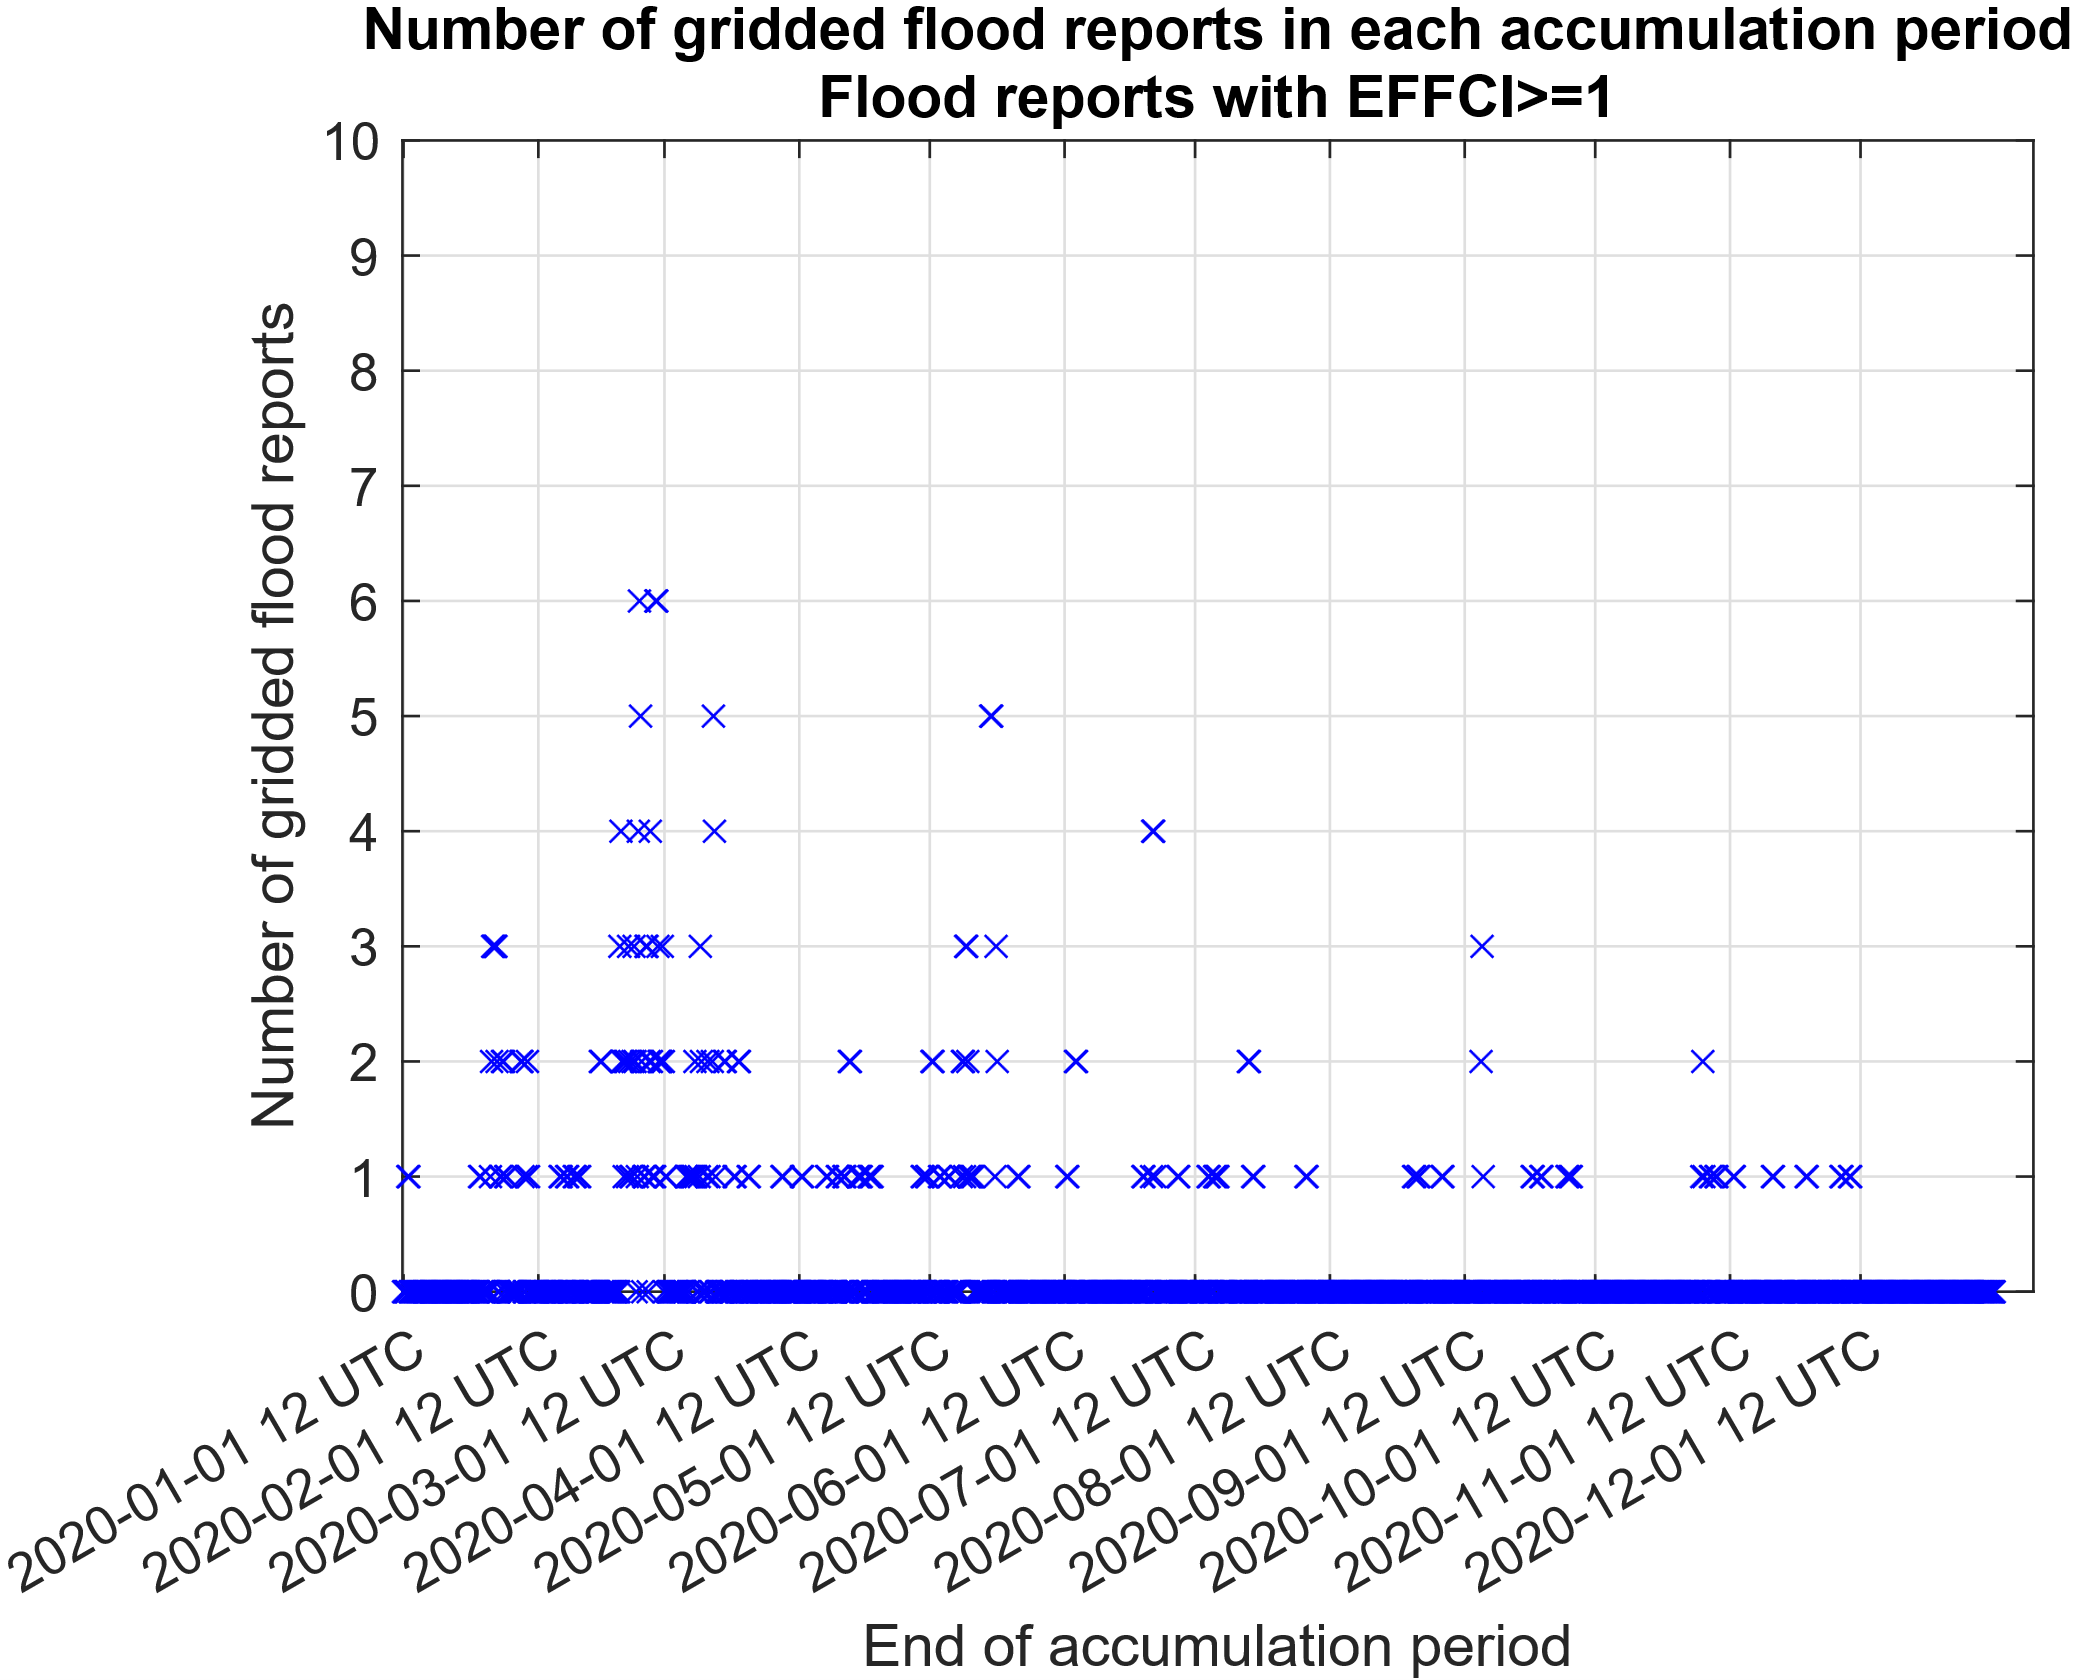 Number of gridded flood reports in each accumulation period
Flood reports with EFFCI>=1
10
9
8
7
6
5
4
3
2
1
0
Number of gridded flood reports
2020-01-01 12 UTC
2020-02-01 12 UTC
2020-03-01 12 UTC
2020-04-01 12 UTC
2020-05-01 12 UTC
2020-06-01 12 UTC
2020-07-01 12 UTC
2020-08-01 12 UTC
2020-09-01 12 UTC
2020-10-01 12 UTC
2020-11-01 12 UTC
2020-12-01 12 UTC
End of accumulation period